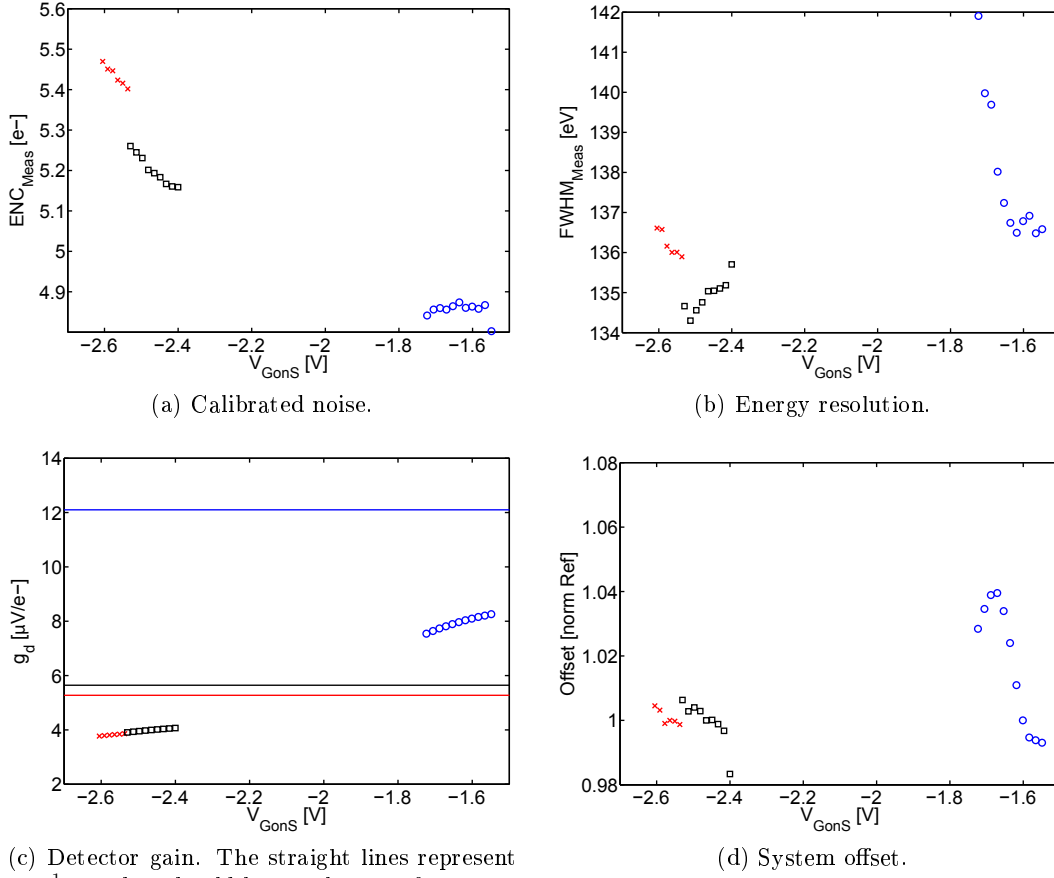 5.6
5.5
5.4
5.3
5.2
5.1
5
4.9
ENC_Meas [e−]
−2.6 −2.4 −2.2 −2 −1.8 −1.6
V_GonS [V]
(a) Calibrated noise.
142
141
140
139
138
137
136
135
134
FWHM_Meas [eV]
−2.6 −2.4 −2.2 −2 −1.8 −1.6
V_GonS [V]
(b) Energy resolution.
14
12
10
8
6
4
2
g_d [µV/e−]
−2.6 −2.4 −2.2 −2 −1.8 −1.6
V_GonS [V]
(c) Detector gain. The straight lines represent
1.08
1.06
1.04
1.02
1
0.98
Offset [norm Ref]
−2.6 −2.4 −2.2 −2 −1.8 −1.6
V_GonS [V]
(d) System offset.